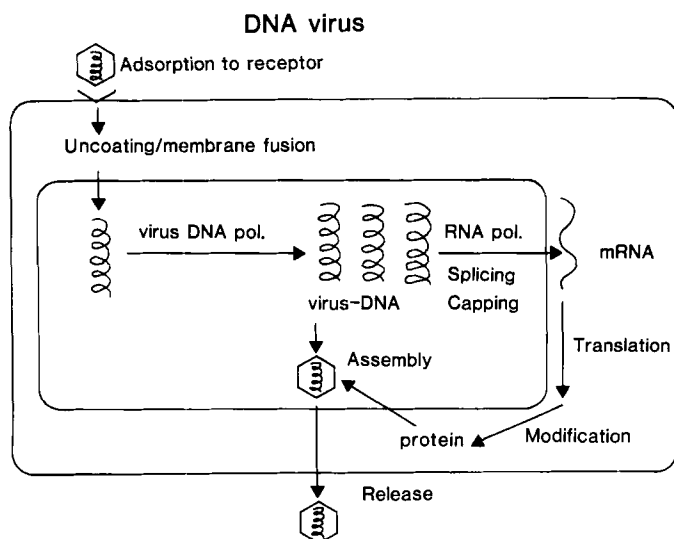 DNA virus
Adsorption to receptor
Uncoating/membrane fusion
virus DNA pol.
RNA pol.
mRNA
Splicing
Capping
virus-DNA
Translation
Assembly
protein
Modification
Release